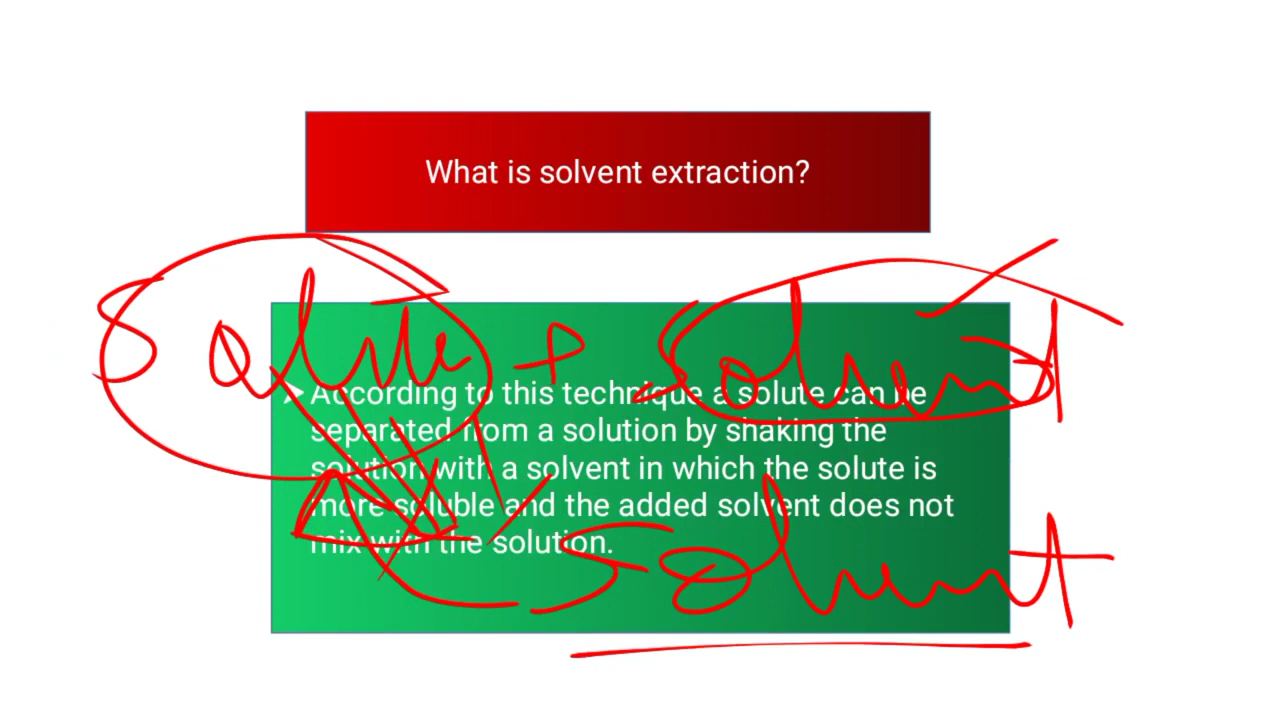 What is solvent extraction?
Solute + Solvent
➤ According to this technique a solute can be
separated from a solution by shaking the
solution with a solvent in which the solute is
more soluble and the added solvent does not
mix with the solution.
Solvent